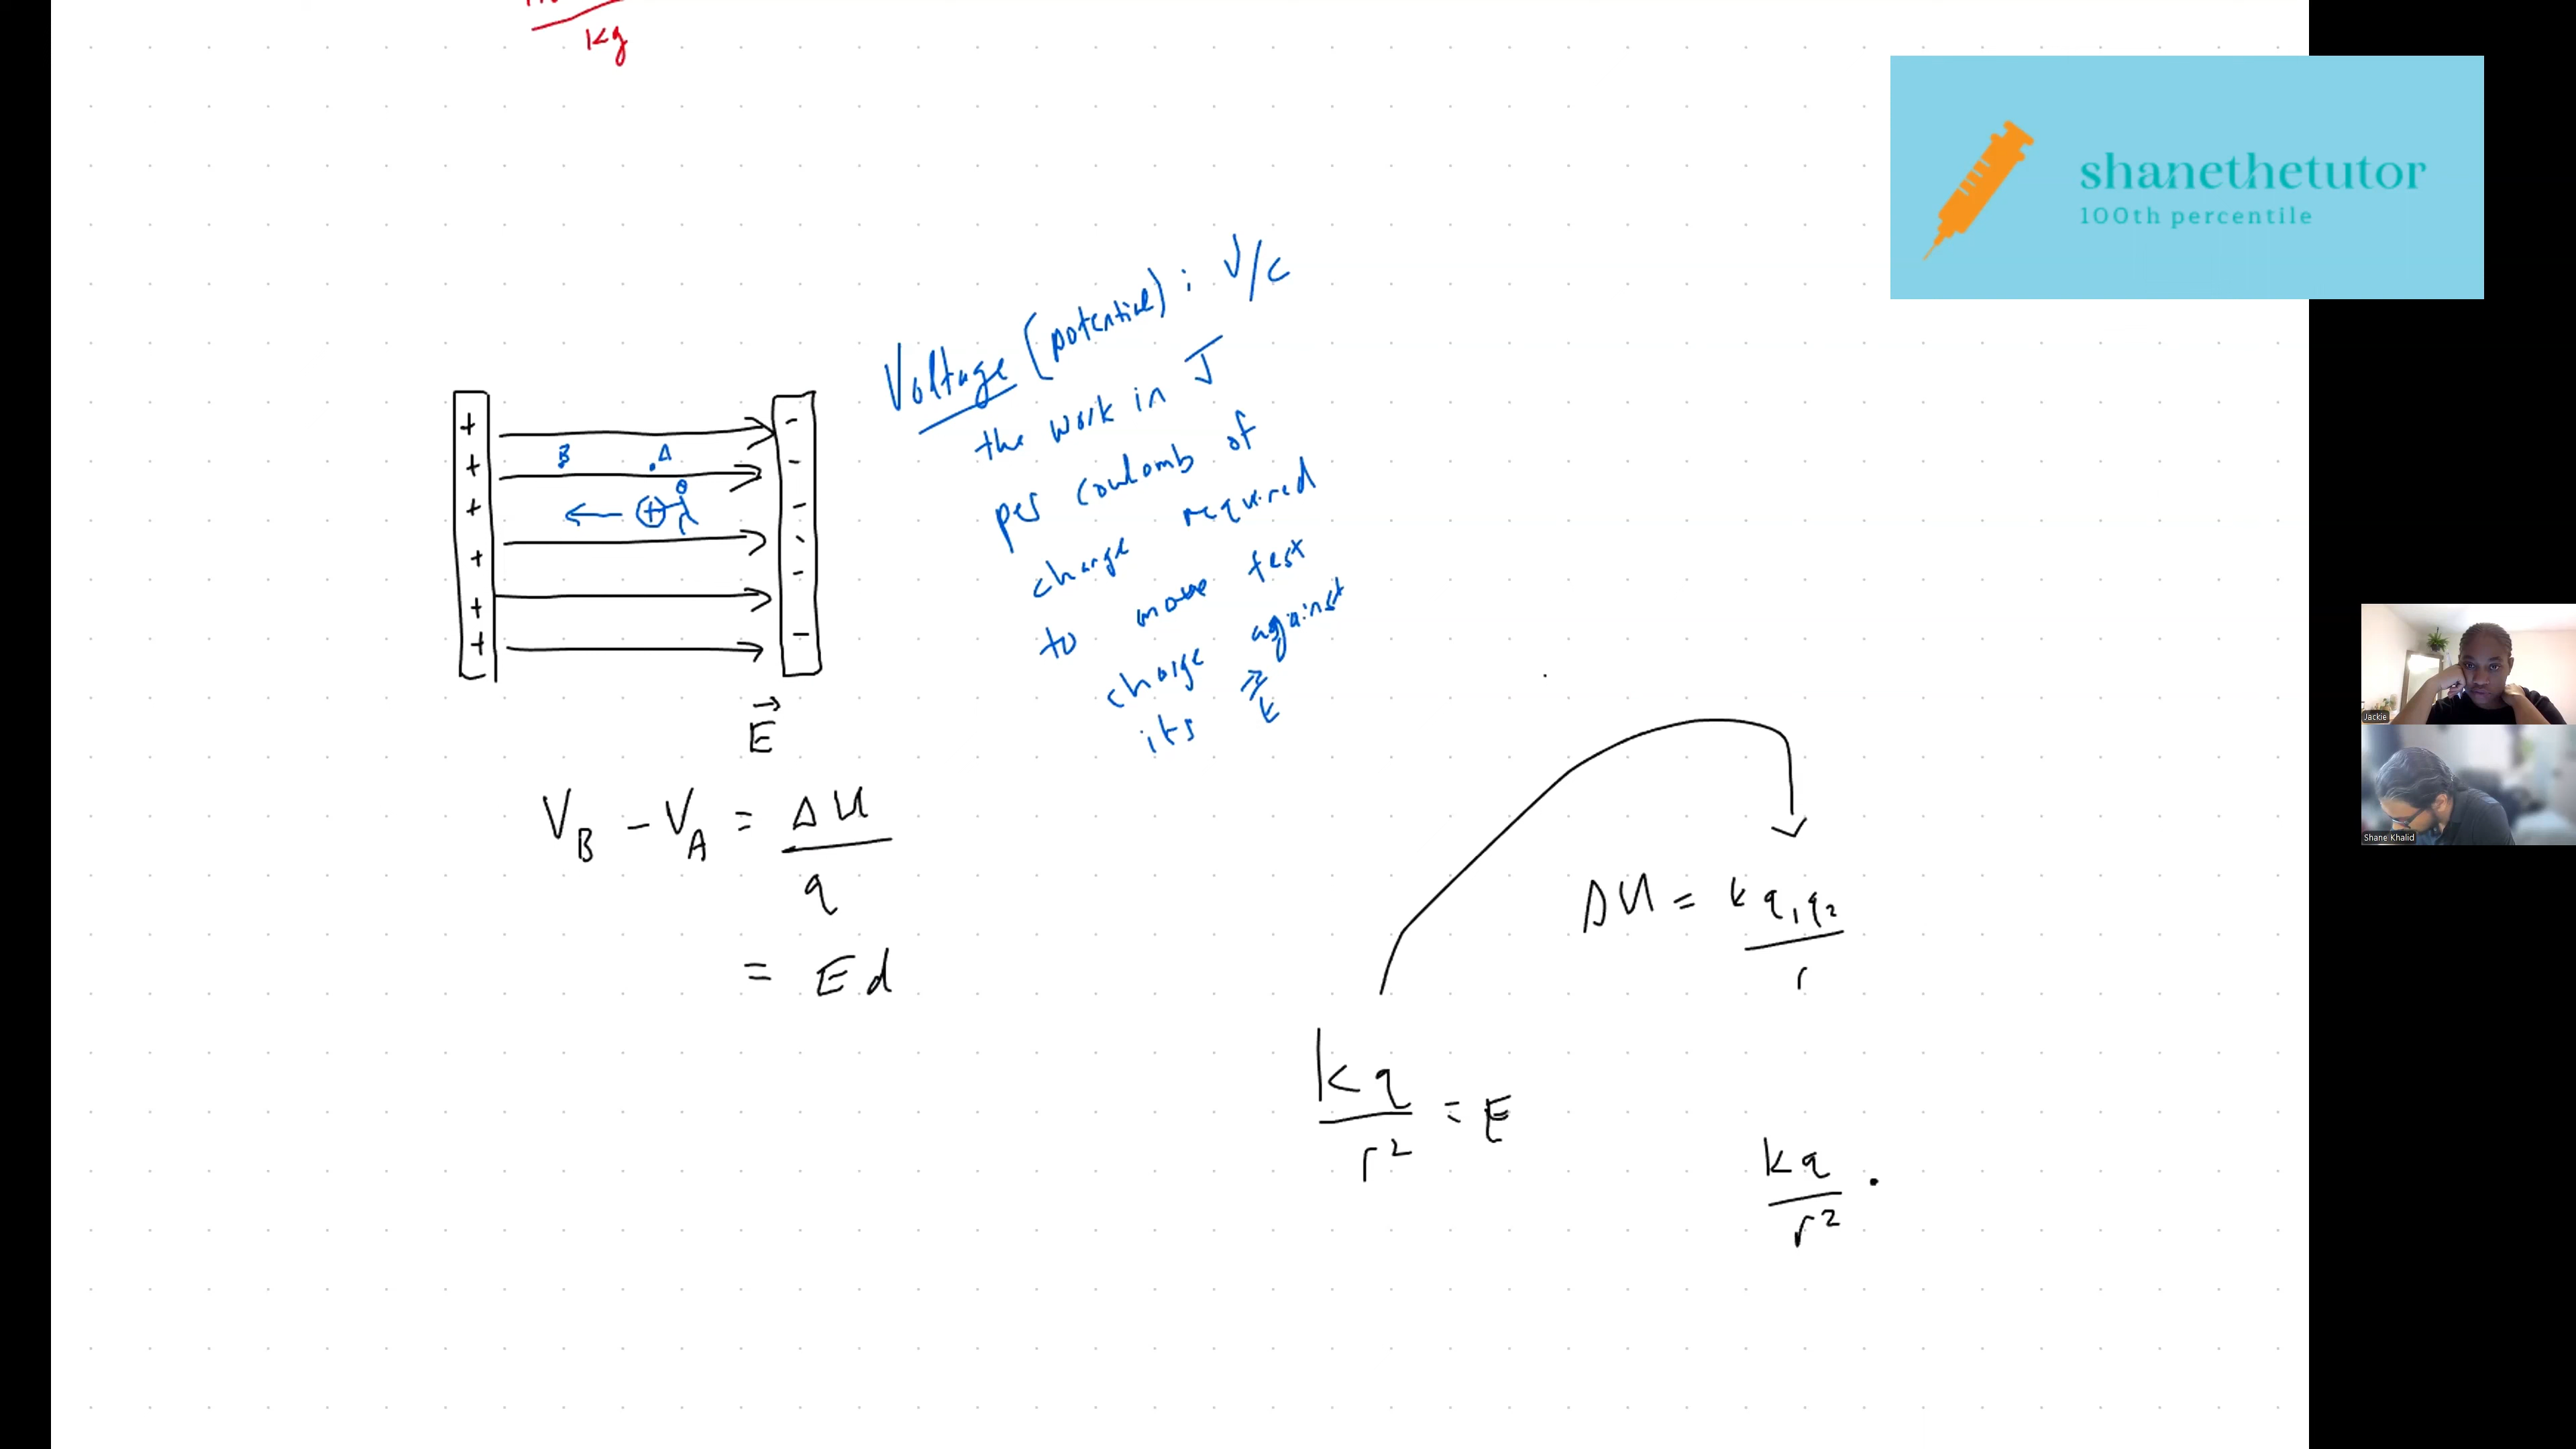 kg
shanethetutor
100th percentile
Voltage (potential): J/C
the work in J
per coulomb of
charge required
to move test
charge against
its E
+ -
B A
+ -
+ -
+
+ -
+ -
+ -
E
V_B - V_A = ΔU / q
= Ed
ΔU = k q₁q₂ / r
kq / r² = E
kq / r² ·
Jackie
Shane Khalid